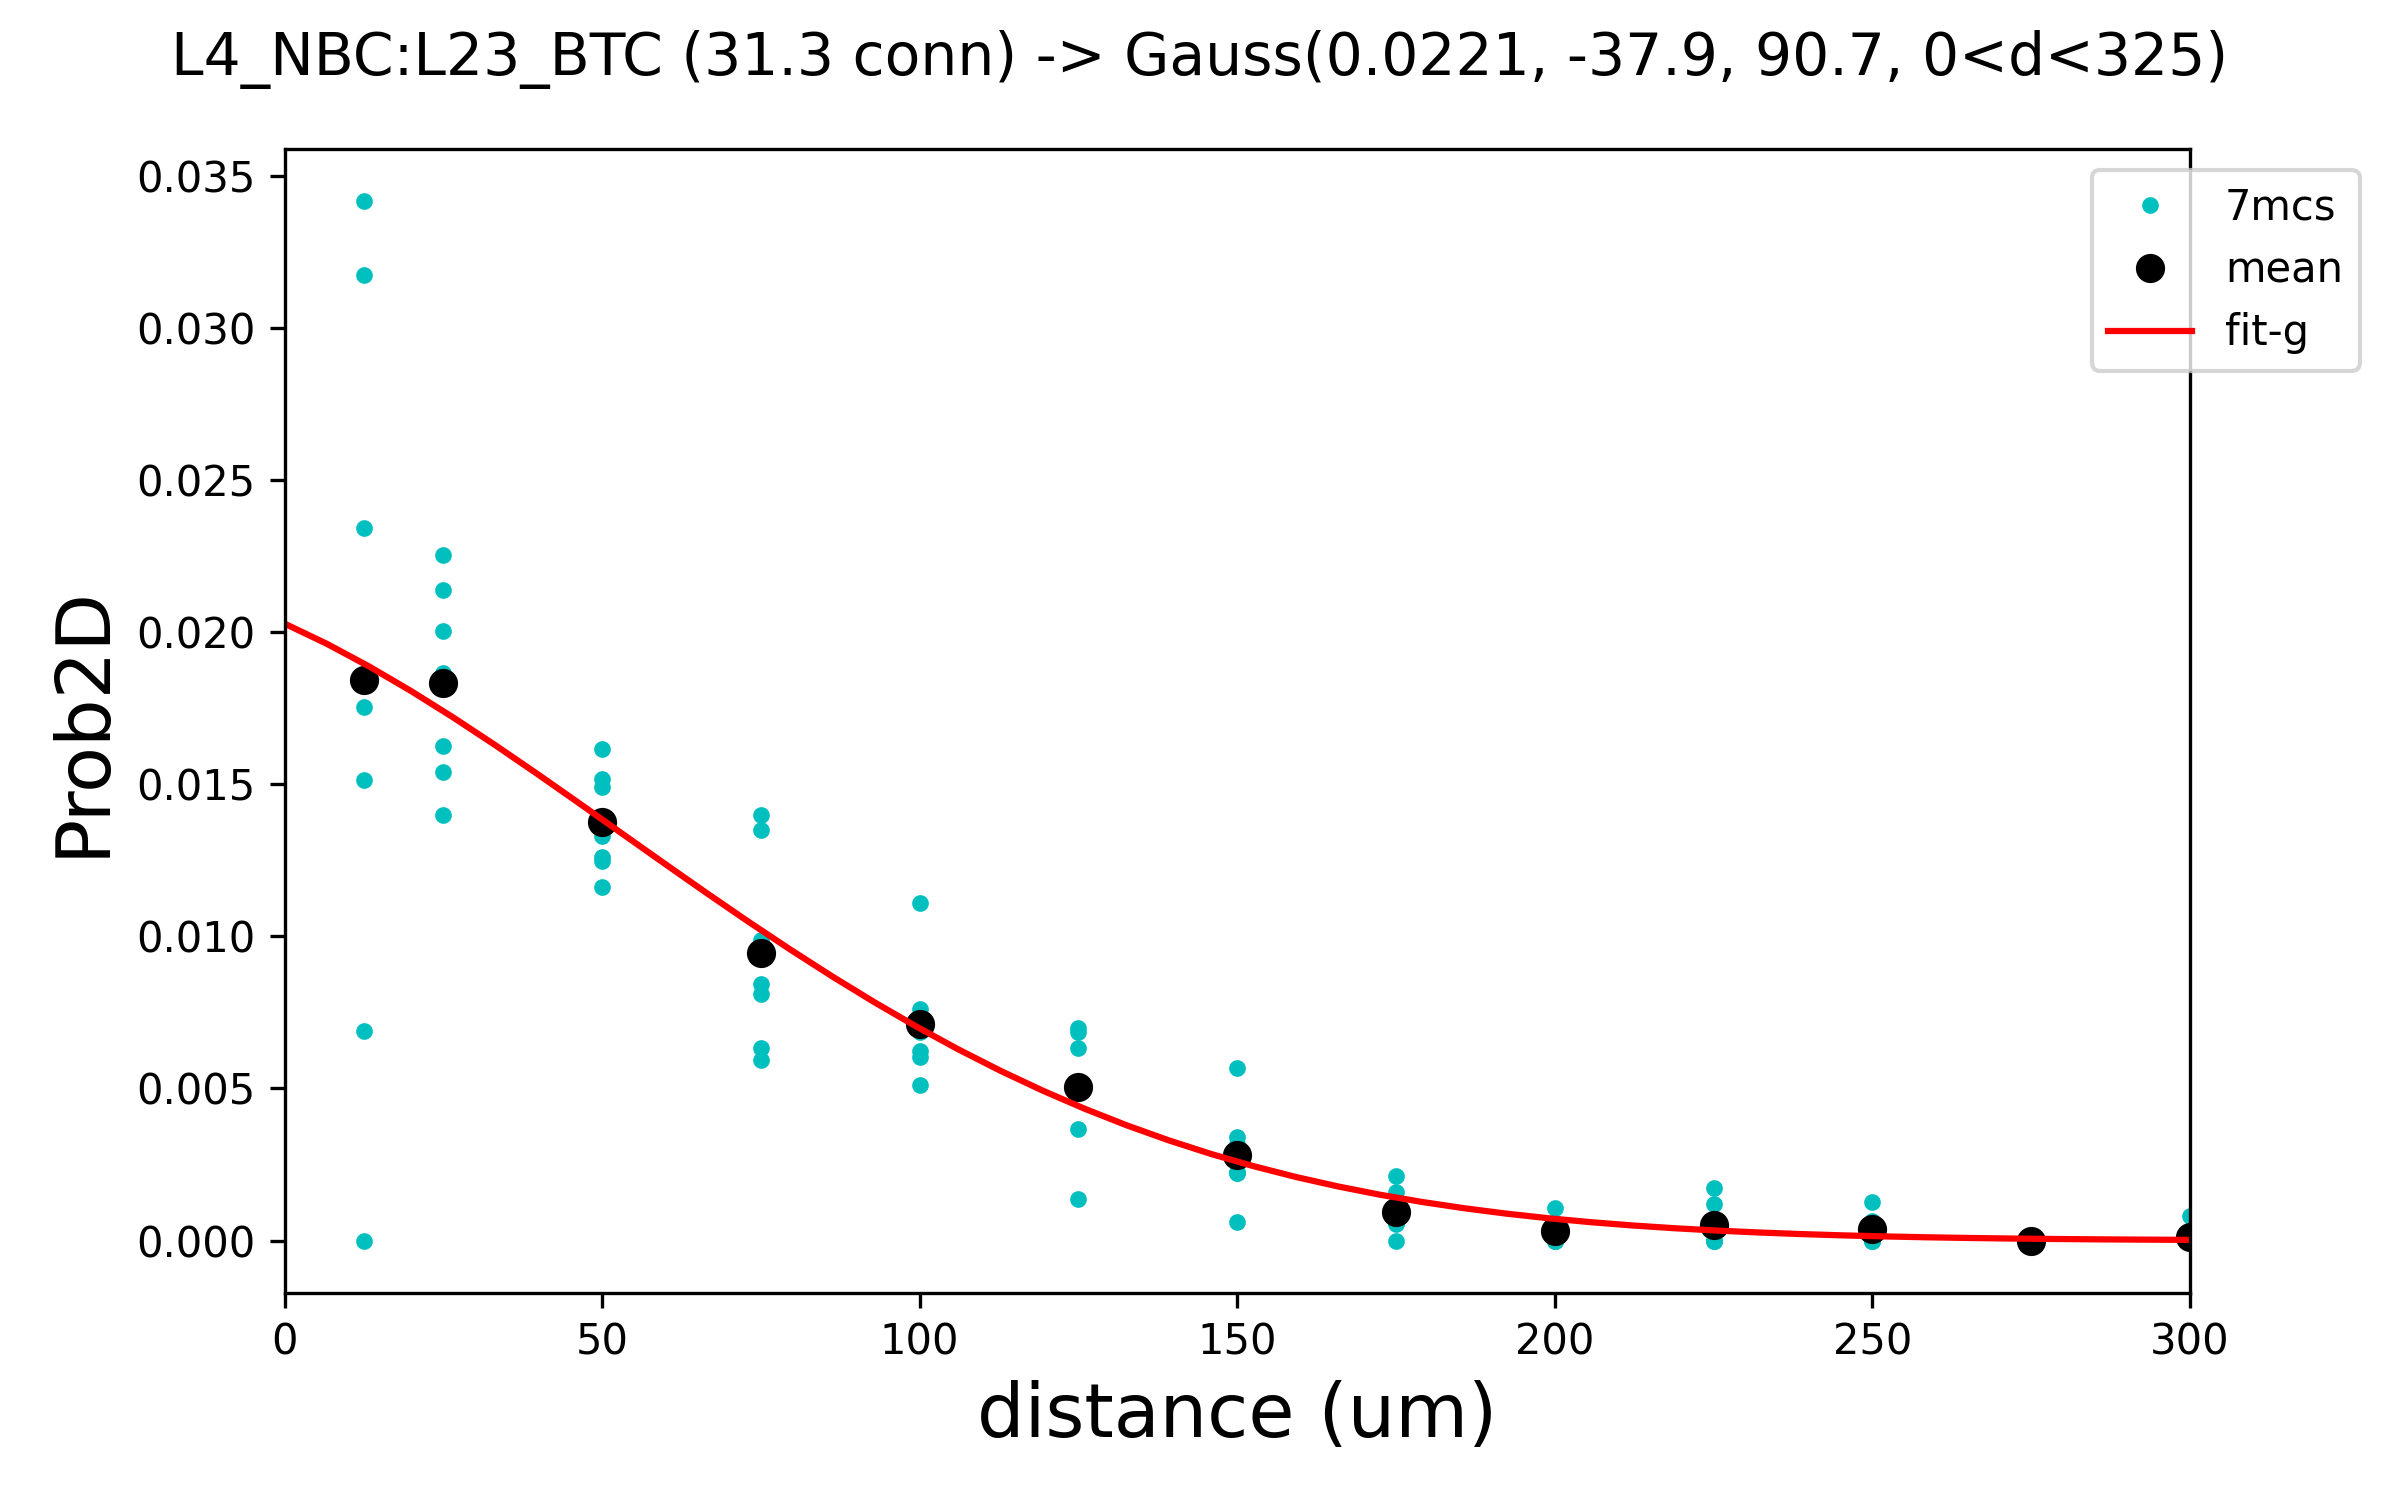 L4_NBC:L23_BTC (31.3 conn) -> Gauss(0.0221, -37.9, 90.7, 0<d<325)
0.035
0.030
0.025
0.020
0.015
0.010
0.005
0.000
Prob2D
7mcs
mean
fit-g
0 50 100 150 200 250 300
distance (um)